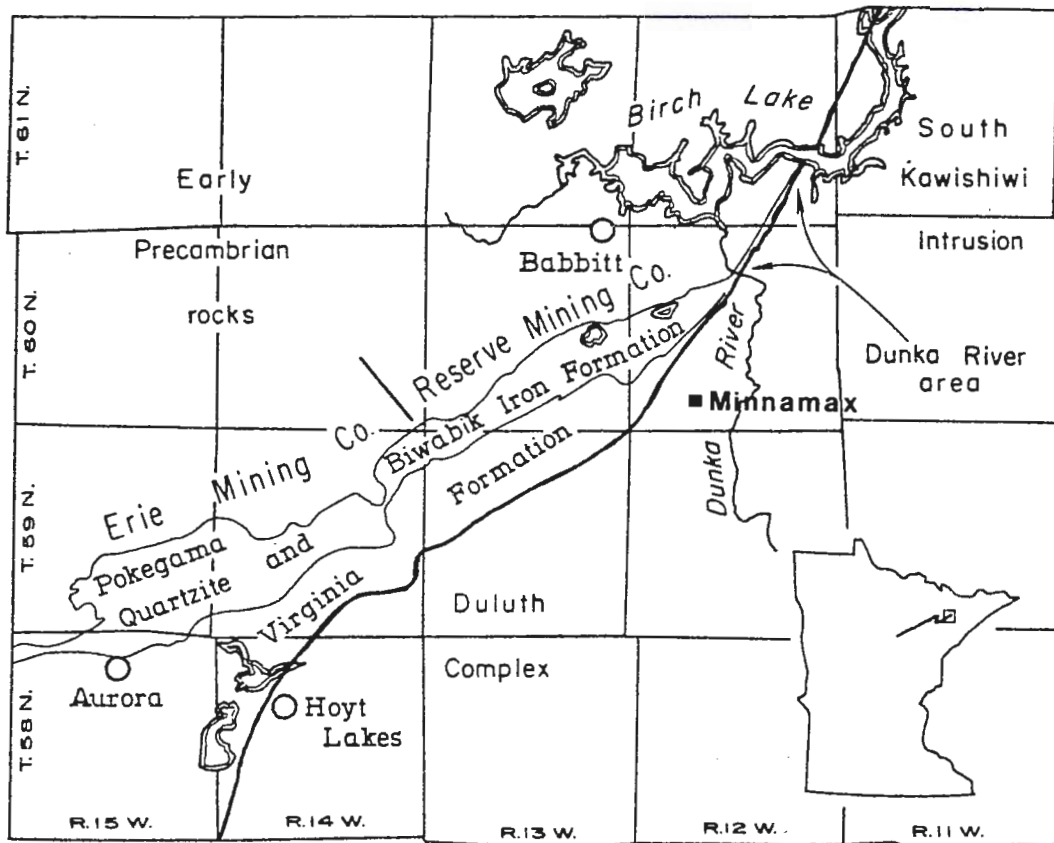 T. 61 N.
Birch Lake
South
Kawishiwi
Intrusion
Early
Precambrian
rocks
Babbitt
T. 60 N.
Reserve Mining Co.
Biwabik Iron Formation
River
Dunka River
area
Minnamax
Erie Mining Co.
Formation
Dunka
T. 59 N.
Pokegama and
Quartzite
Virginia
Duluth
Complex
Aurora
Hoyt
Lakes
T. 58 N.
R. 15 W.
R. 14 W.
R. 13 W.
R. 12 W.
R. 11 W.